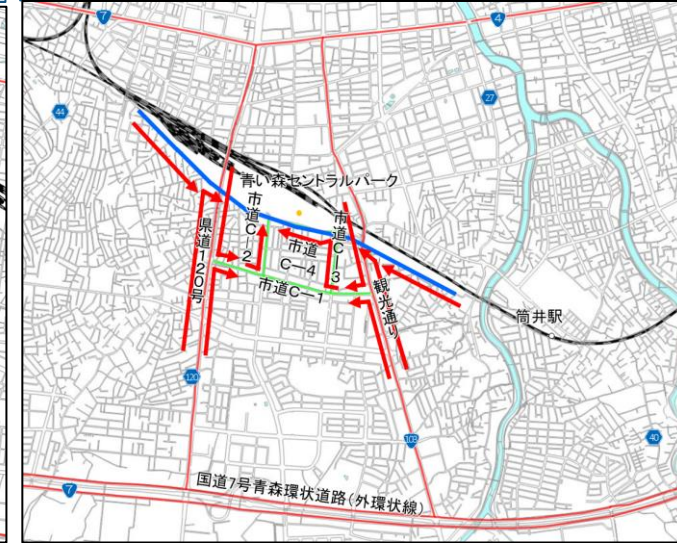 7
4
44
27
青い森セントラルパーク
市道C－2
市道C－3
市道C－4
県道120号
市道C－1
観光通り
筒井駅
120
103
40
7
国道7号青森環状道路(外環状線)